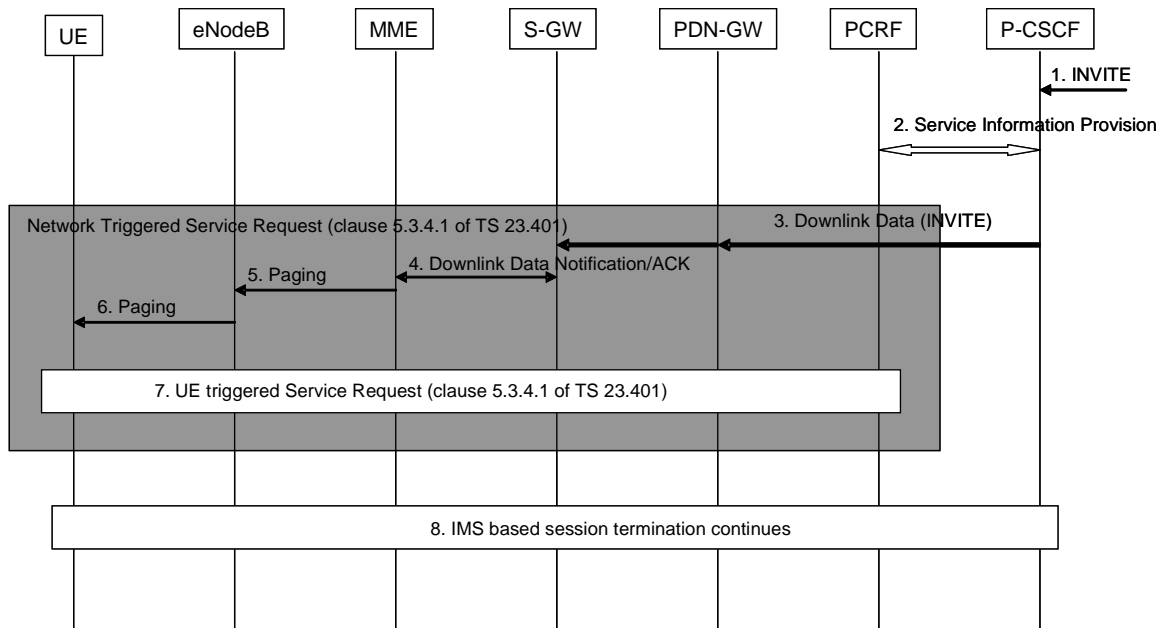 UE
eNodeB
MME
S-GW
PDN-GW
PCRF
P-CSCF
1. INVITE
2. Service Information Provision
Network Triggered Service Request (clause 5.3.4.1 of TS 23.401)
3. Downlink Data (INVITE)
4. Downlink Data Notification/ACK
5. Paging
6. Paging
7. UE triggered Service Request (clause 5.3.4.1 of TS 23.401)
8. IMS based session termination continues